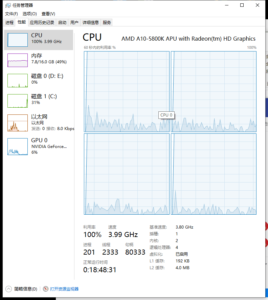 任务管理器
文件(F) 选项(O) 查看(V)
进程 性能 应用历史记录 启动 用户 详细信息 服务
CPU
100% 3.99 GHz
内存
7.8/16.0 GB (49%)
磁盘 0 (D: E:)
0%
磁盘 1 (C:)
31%
以太网
以太网
发送: 0 接收: 8.0 Kbps
GPU 0
NVIDIA GeForce...
6%
CPU
AMD A10-5800K APU with Radeon(tm) HD Graphics
60 秒内的利用率 %
100%
CPU 0
利用率
速度
100%
3.99 GHz
进程
线程
句柄
201
2333
80333
正常运行时间
0:18:48:31
基准速度:
3.80 GHz
插槽:
1
内核:
2
逻辑处理器:
4
虚拟化:
已启用
L1 缓存:
192 KB
L2 缓存:
4.0 MB
简略信息(D)
打开资源监视器